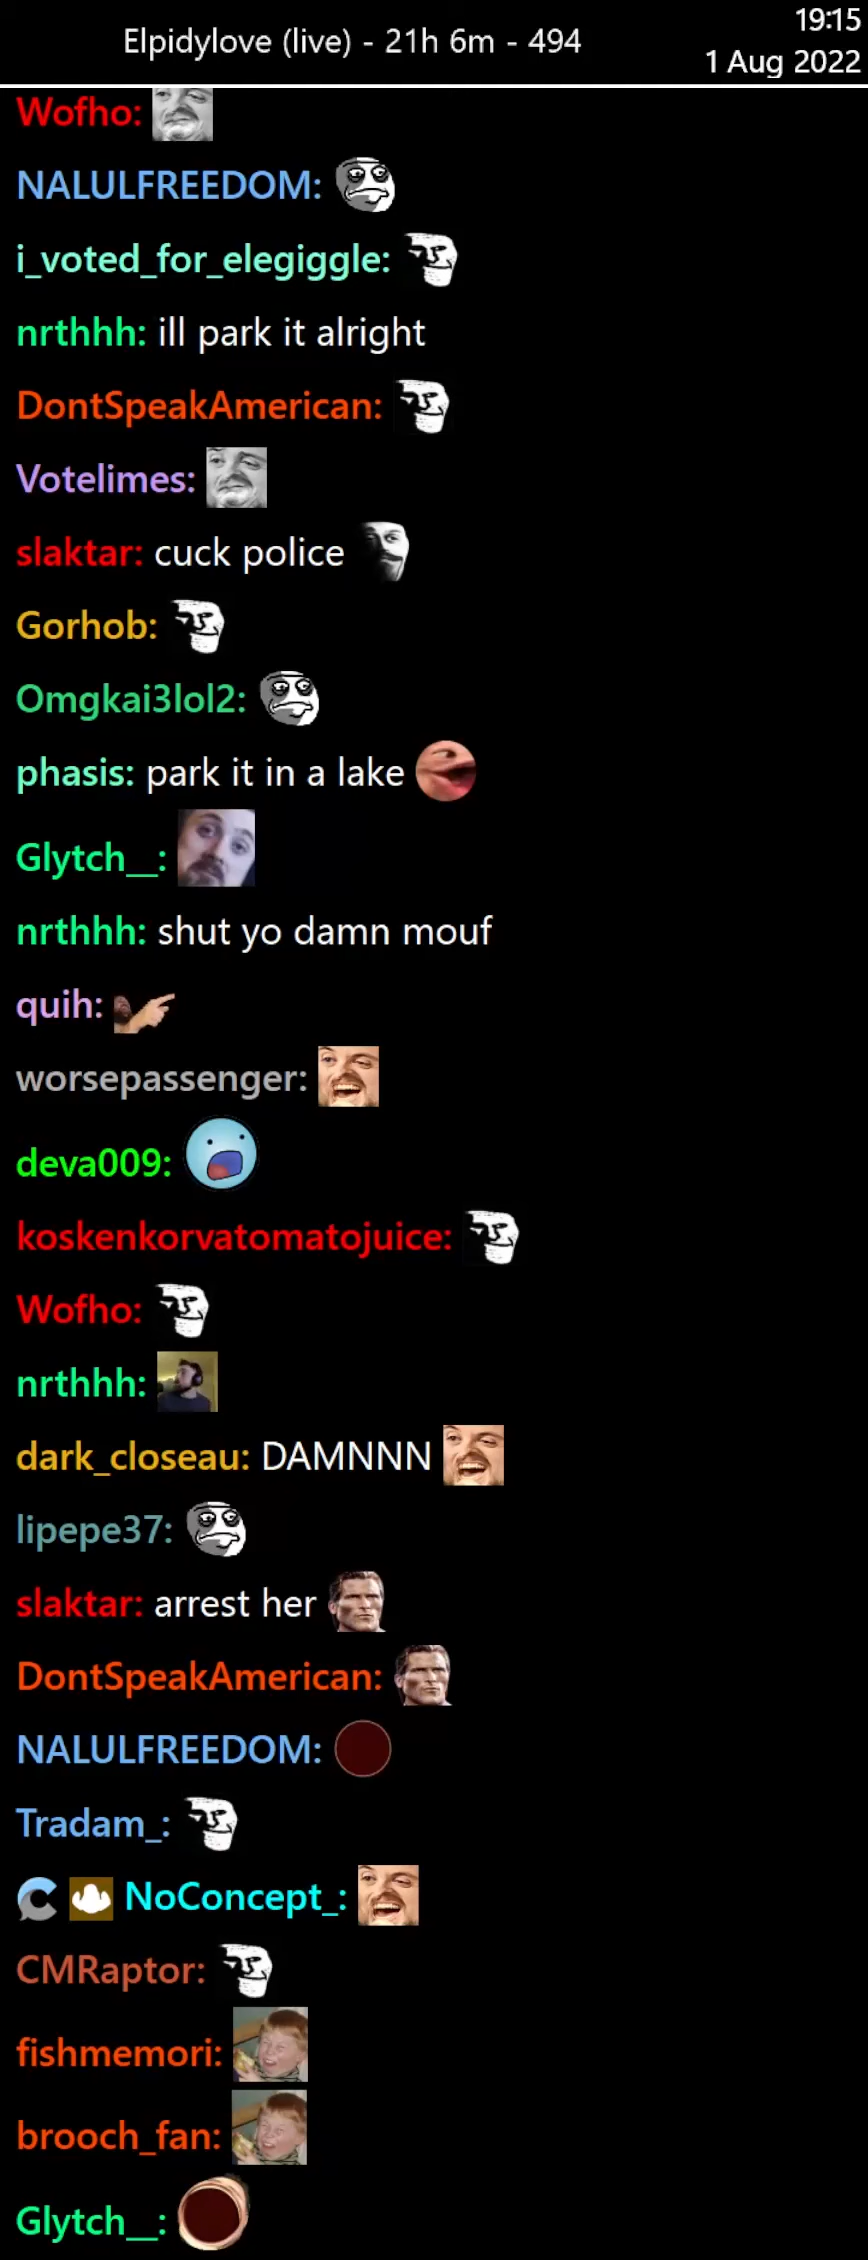 Elpidylove (live) - 21h 6m - 494
19:15
1 Aug 2022
Wofho:
NALULFREEDOM:
i_voted_for_elegiggle:
nrthhh: ill park it alright
DontSpeakAmerican:
Votelimes:
slaktar: cuck police
Gorhob:
Omgkai3lol2:
phasis: park it in a lake
Glytch__:
nrthhh: shut yo damn mouf
quih:
worsepassenger:
deva009:
koskenkorvatomatojuice:
Wofho:
nrthhh:
dark_closeau: DAMNNN
lipepe37:
slaktar: arrest her
DontSpeakAmerican:
NALULFREEDOM:
Tradam_:
NoConcept_:
CMRaptor:
fishmemori:
brooch_fan:
Glytch__: